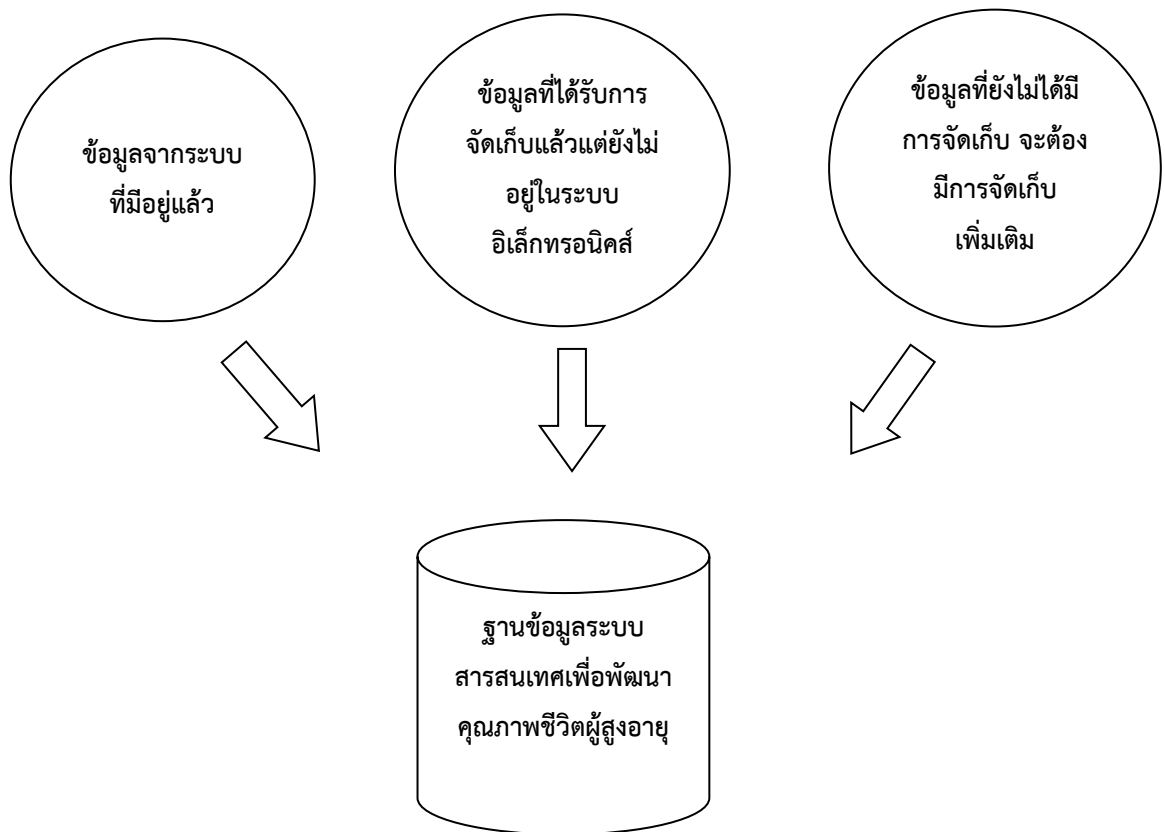 ข้อมูลจากระบบ
ที่มีอยู่แล้ว
ข้อมูลที่ได้รับการ
จัดเก็บแล้วแต่ยังไม่
อยู่ในระบบ
อิเล็กทรอนิคส์
ข้อมูลที่ยังไม่ได้มี
การจัดเก็บ จะต้อง
มีการจัดเก็บ
เพิ่มเติม
ฐานข้อมูลระบบ
สารสนเทศเพื่อพัฒนา
คุณภาพชีวิตผู้สูงอายุ